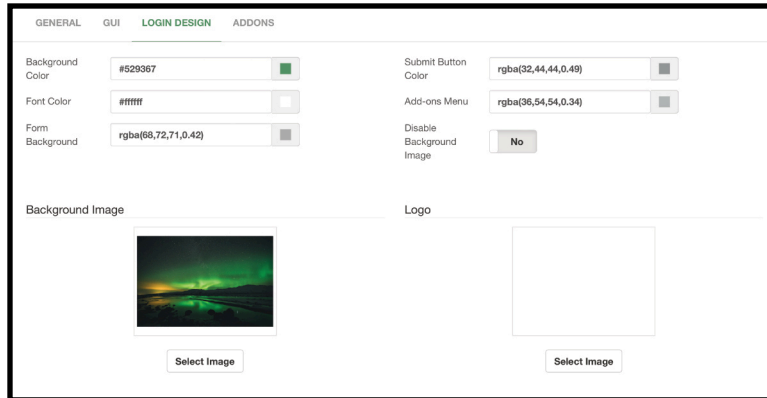 GENERAL GUI LOGIN DESIGN ADDONS
Background
Color
#529367
Font Color
#ffffff
Form
Background
rgba(68,72,71,0.42)
Submit Button
Color
rgba(32,44,44,0.49)
Add-ons Menu
rgba(36,54,54,0.34)
Disable
Background
Image
No
Background Image
Select Image
Logo
Select Image